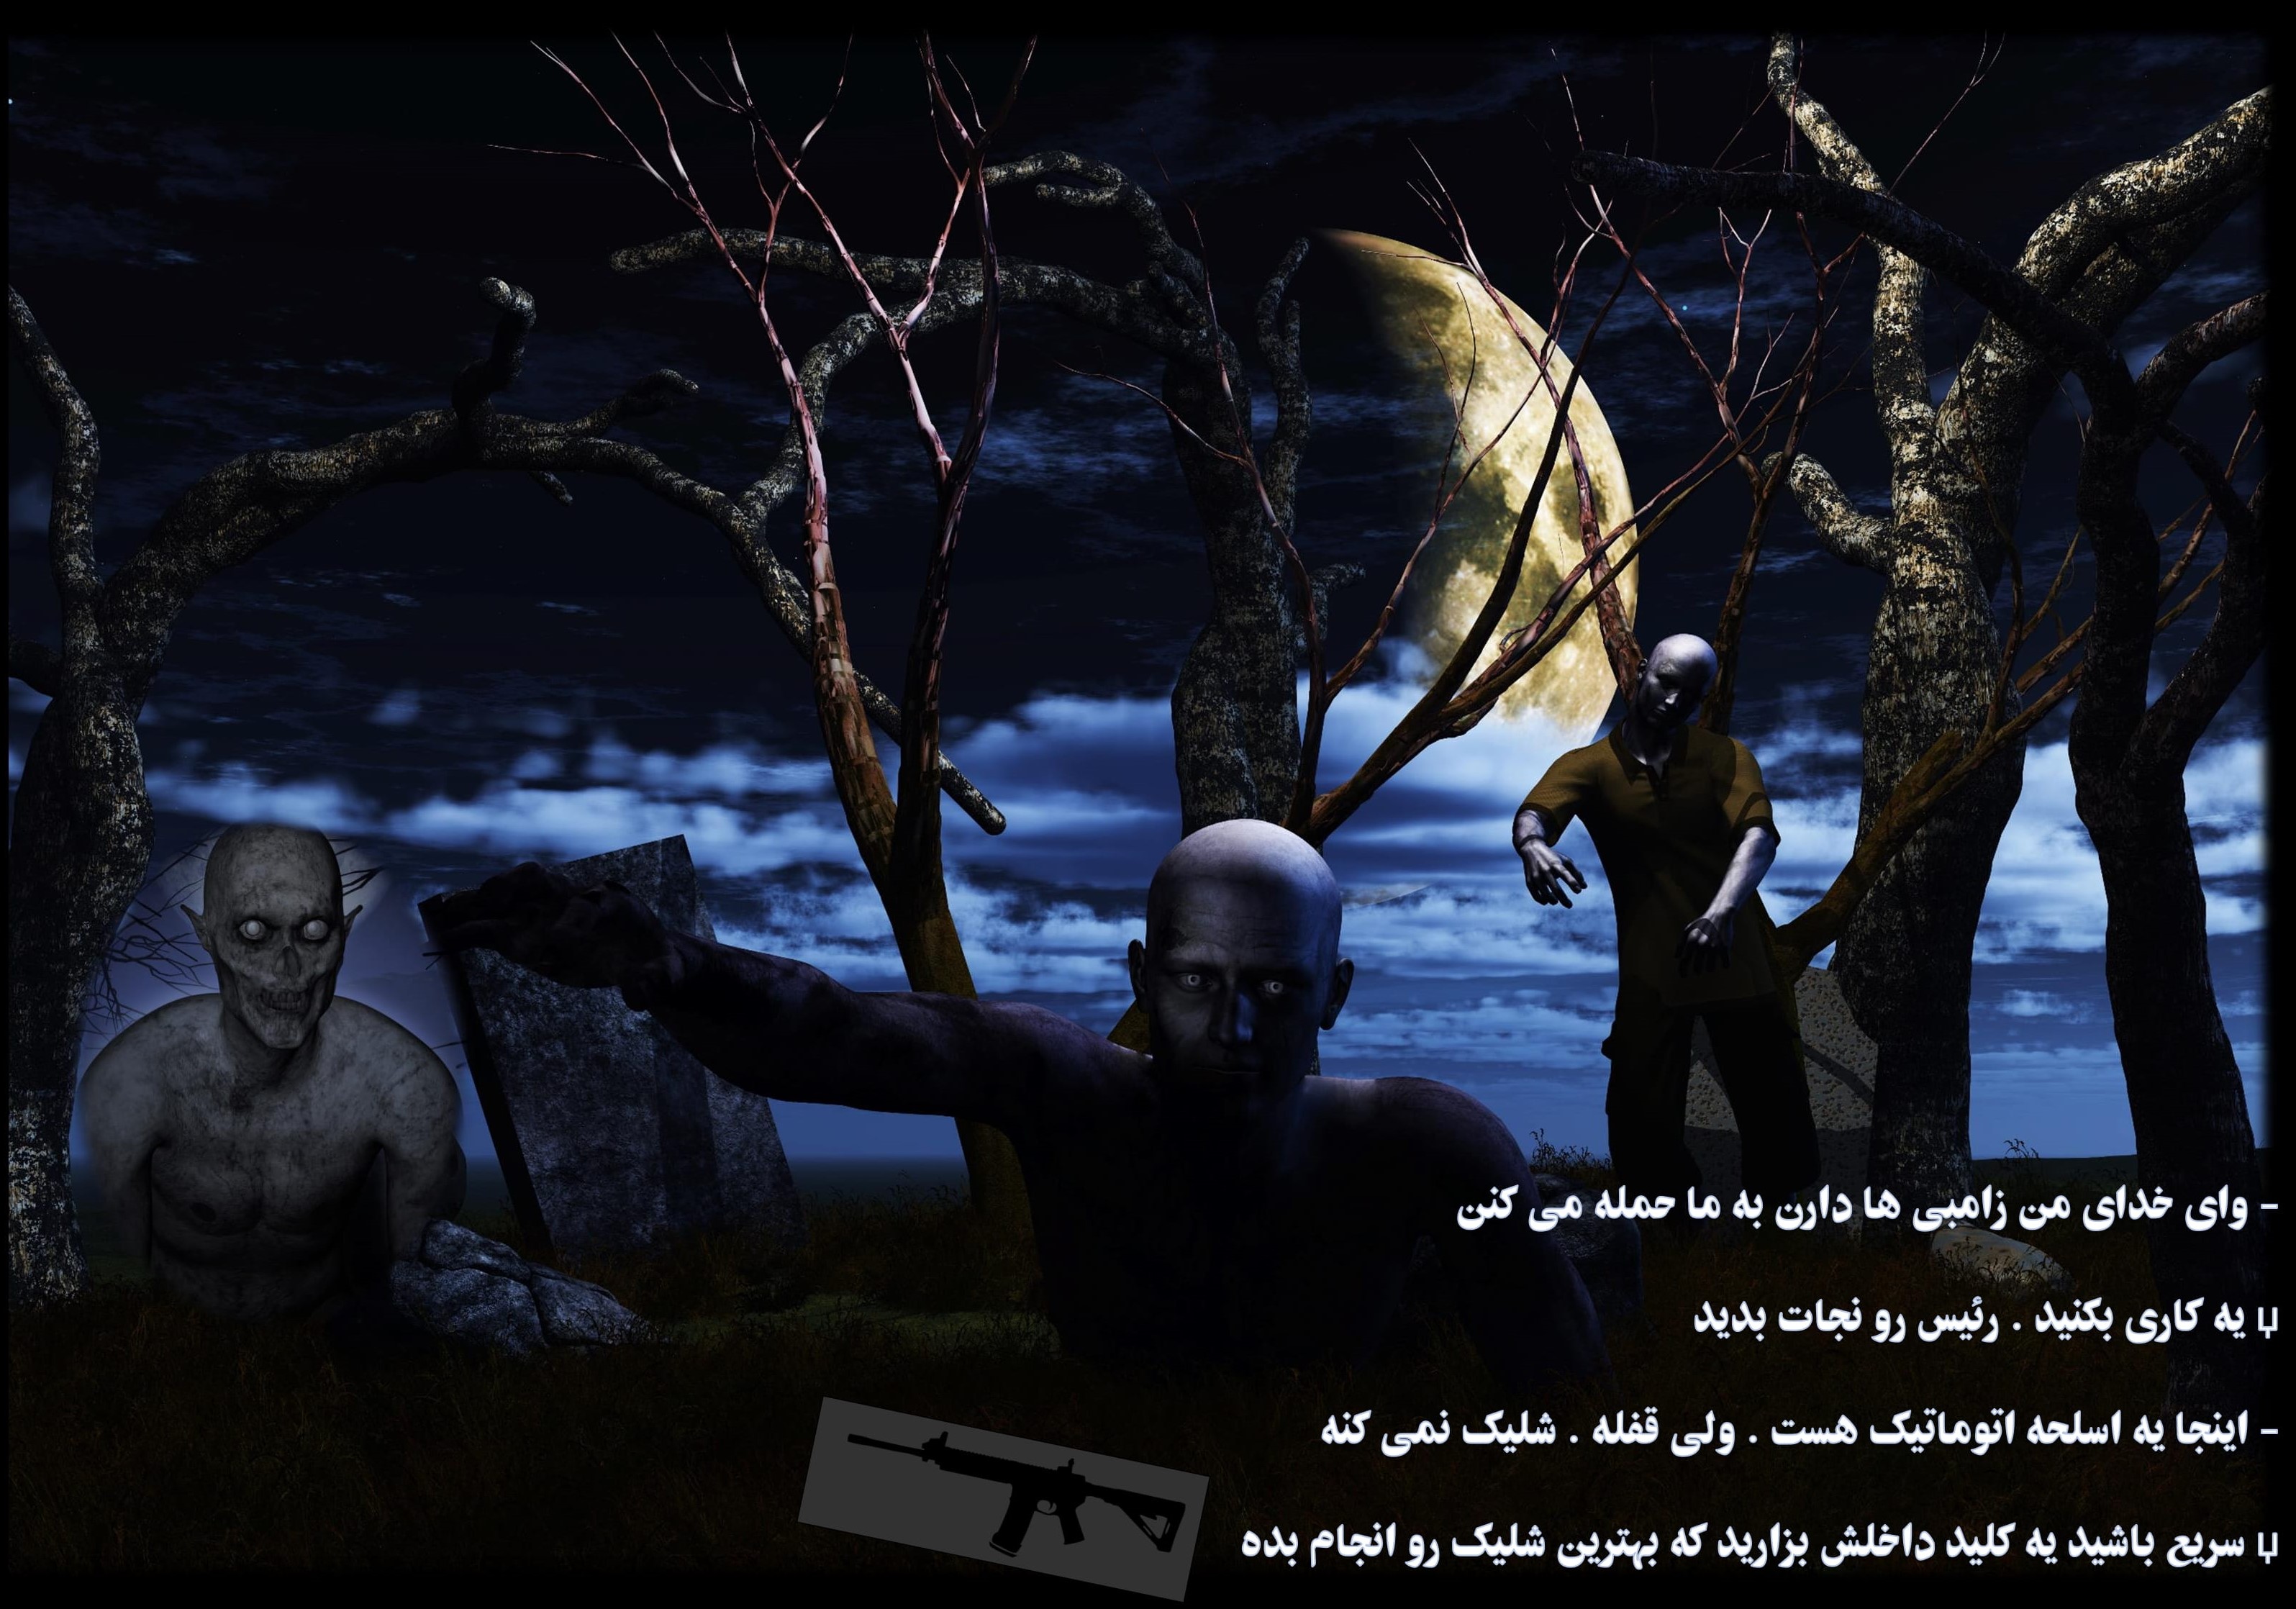 - وای خدای من زامبی ها دارن به ما حمله می کنن
µ یه کاری بکنید . رئیس رو نجات بدید
- اینجا یه اسلحه اتوماتیک هست . ولی قفله . شلیک نمی کنه
µ سریع باشید یه کلید داخلش بزارید که بهترین شلیک رو انجام بده